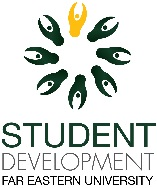 STUDENT
DEVELOPMENT
FAR EASTERN UNIVERSITY